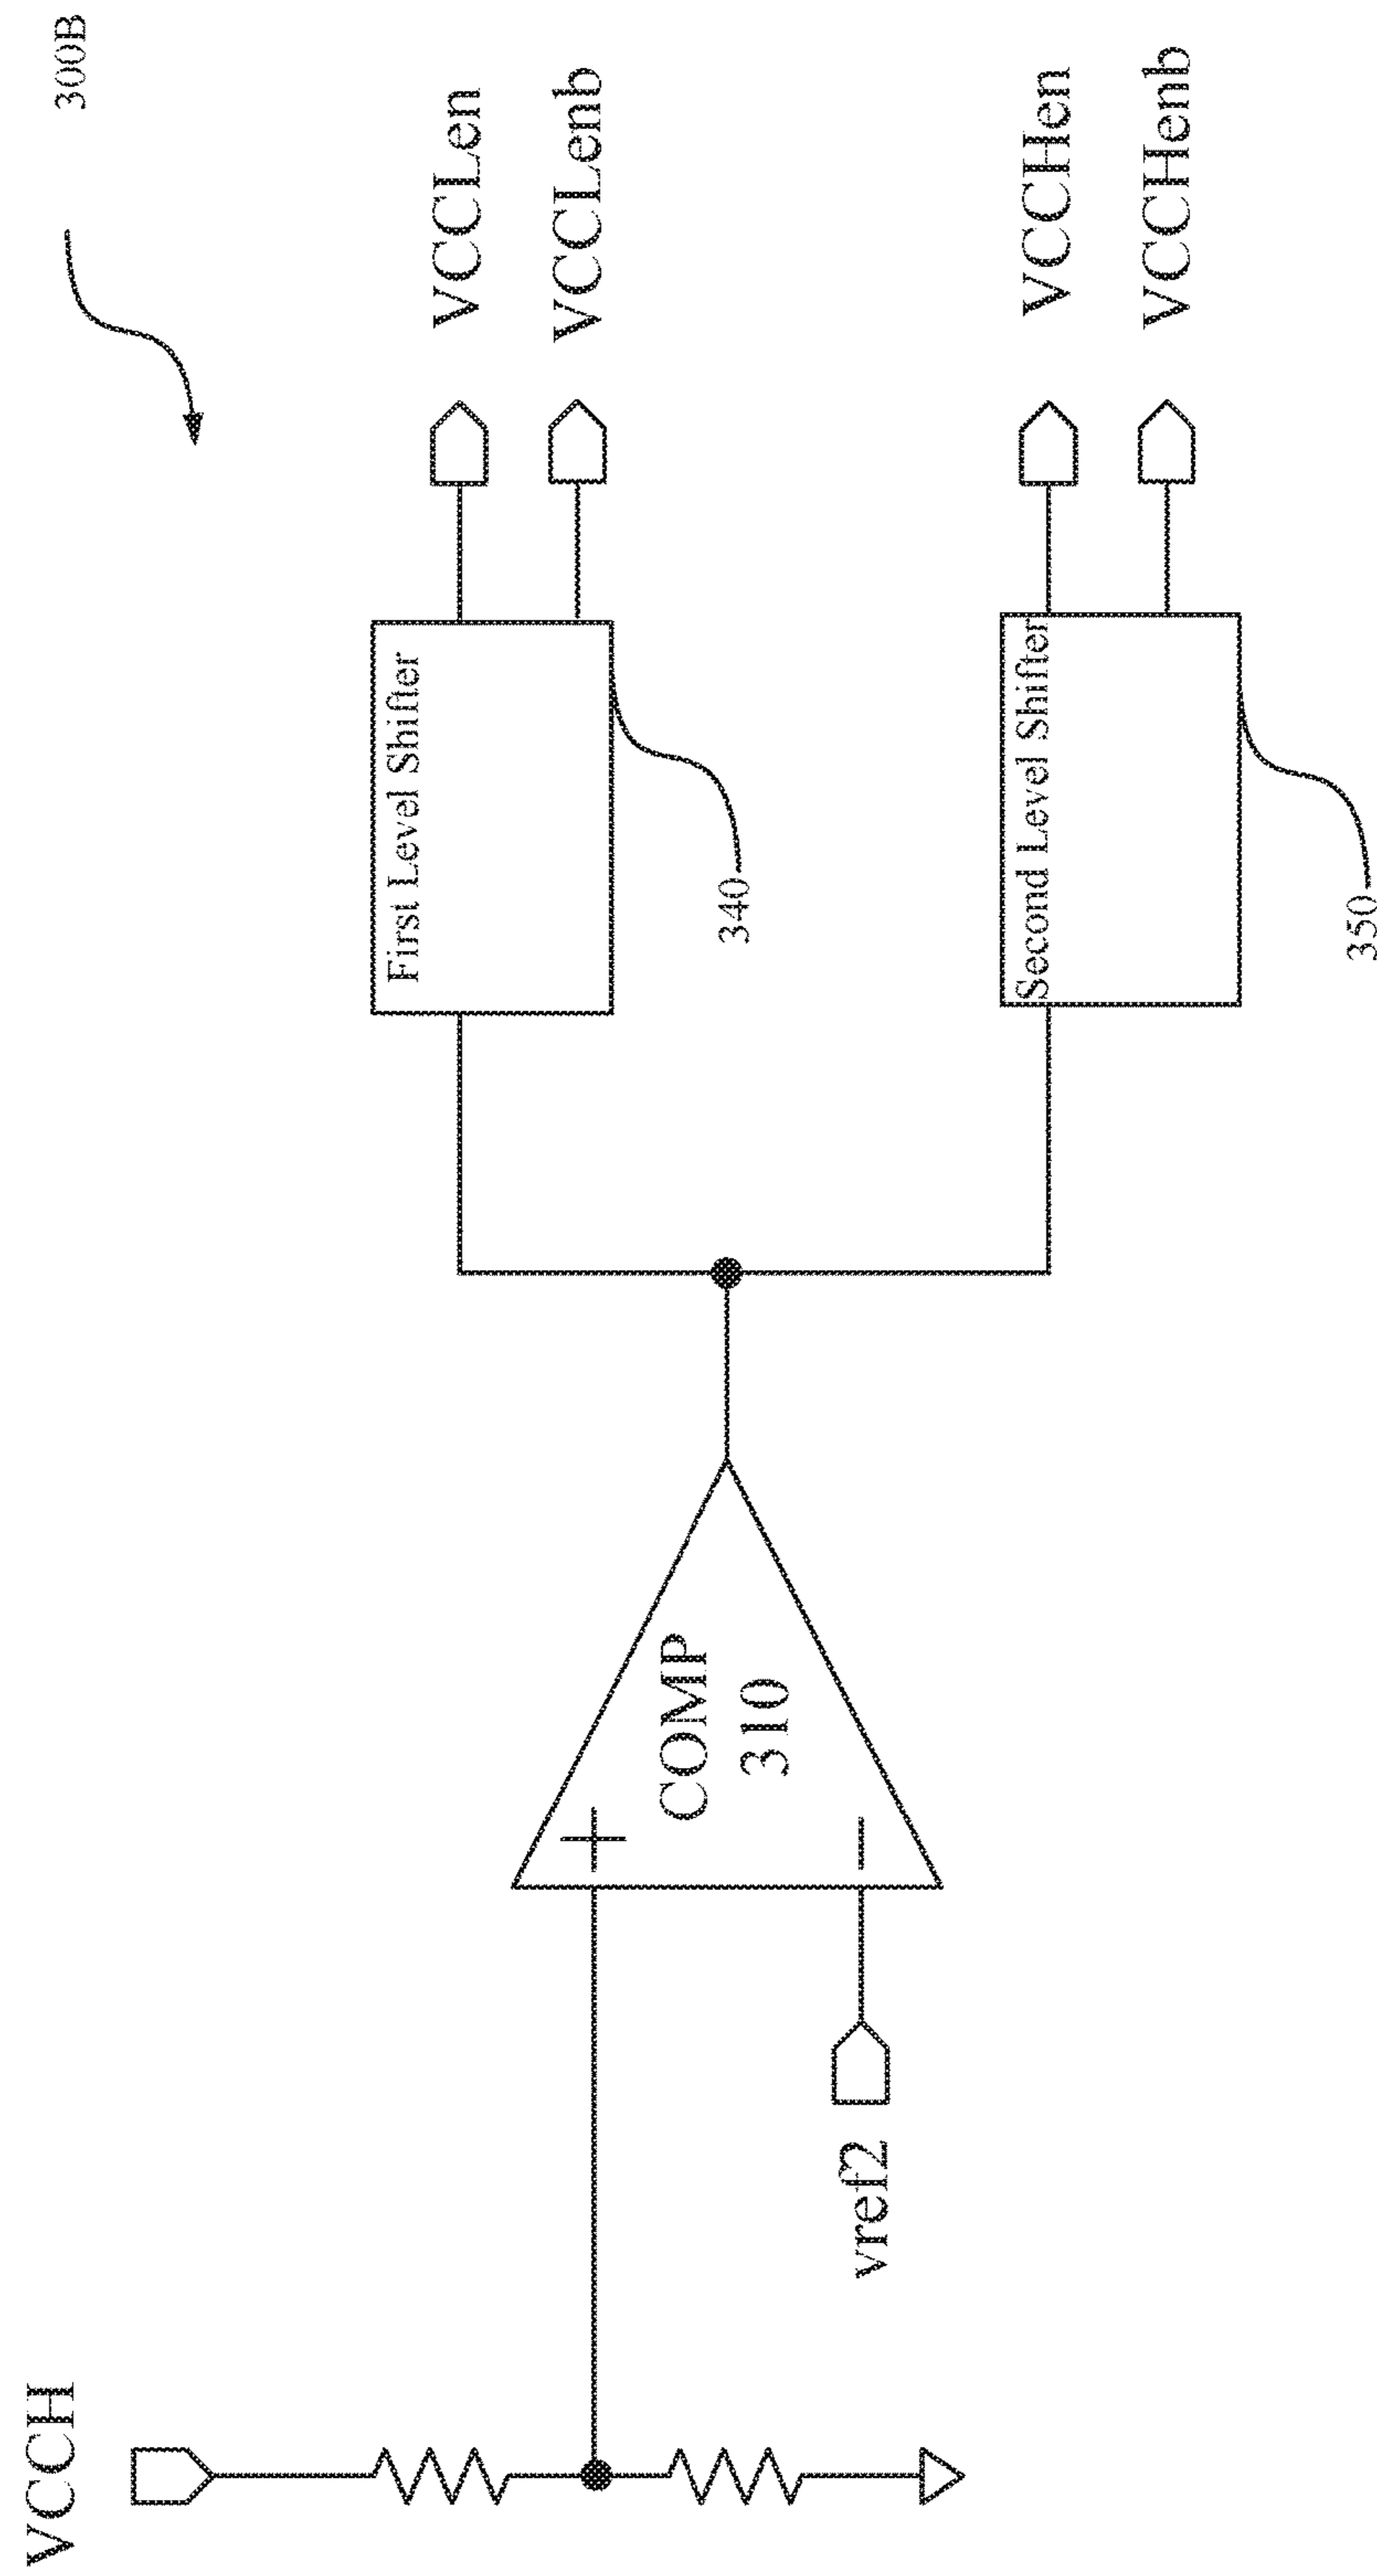 300B
VCCH
First Level Shifter
VCCLen
VCCLenb
340
COMP
310
+
−
vref2
Second Level Shifter
VCCHen
VCCHenb
350